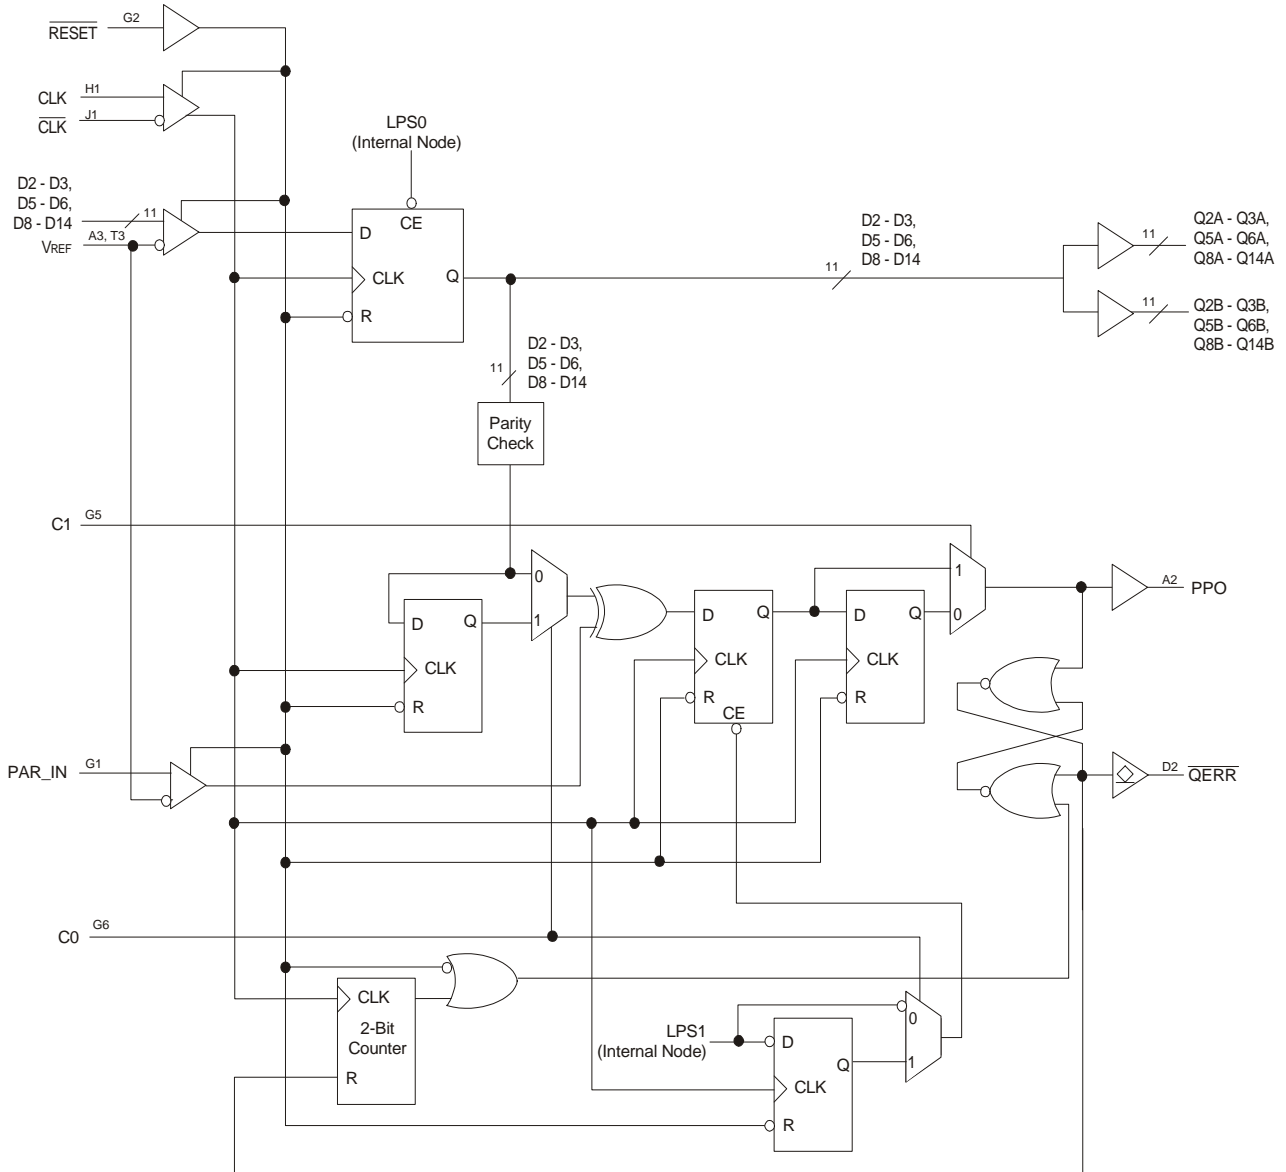 RESET
G2
CLK
H1
CLK
J1
LPS0
(Internal Node)
D2 - D3,
D5 - D6,
D8 - D14
11
VREF
A3, T3
CE
D
CLK
Q
R
D2 - D3,
D5 - D6,
D8 - D14
11
11
Q2A - Q3A,
Q5A - Q6A,
Q8A - Q14A
11
Q2B - Q3B,
Q5B - Q6B,
Q8B - Q14B
D2 - D3,
D5 - D6,
D8 - D14
11
Parity
Check
C1
G5
0
1
D
Q
CLK
R
D
Q
CLK
R
CE
D
Q
CLK
R
1
0
A2
PPO
PAR_IN
G1
D2
QERR
C0
G6
CLK
2-Bit
Counter
R
LPS1
(Internal Node)
D
Q
CLK
R
0
1